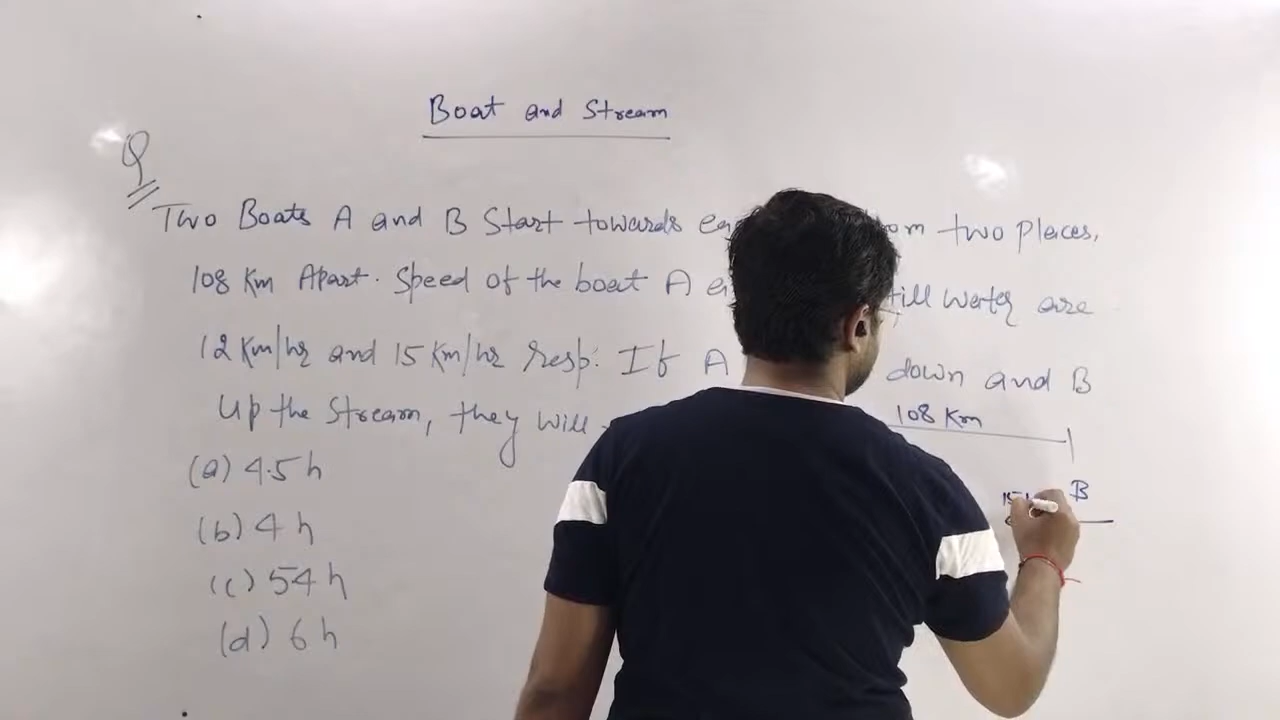 Boat and Stream
Q
Two Boats A and B Start towards om two places,
108 Km Apart. Speed of the boat A till water are
12 Km/hr and 15 Km/hr resp. If A down and B
Up the Stream, they will
108 Km
(a) 4.5 h
(b) 4 h
(c) 54 h
(d) 6 h
B
15